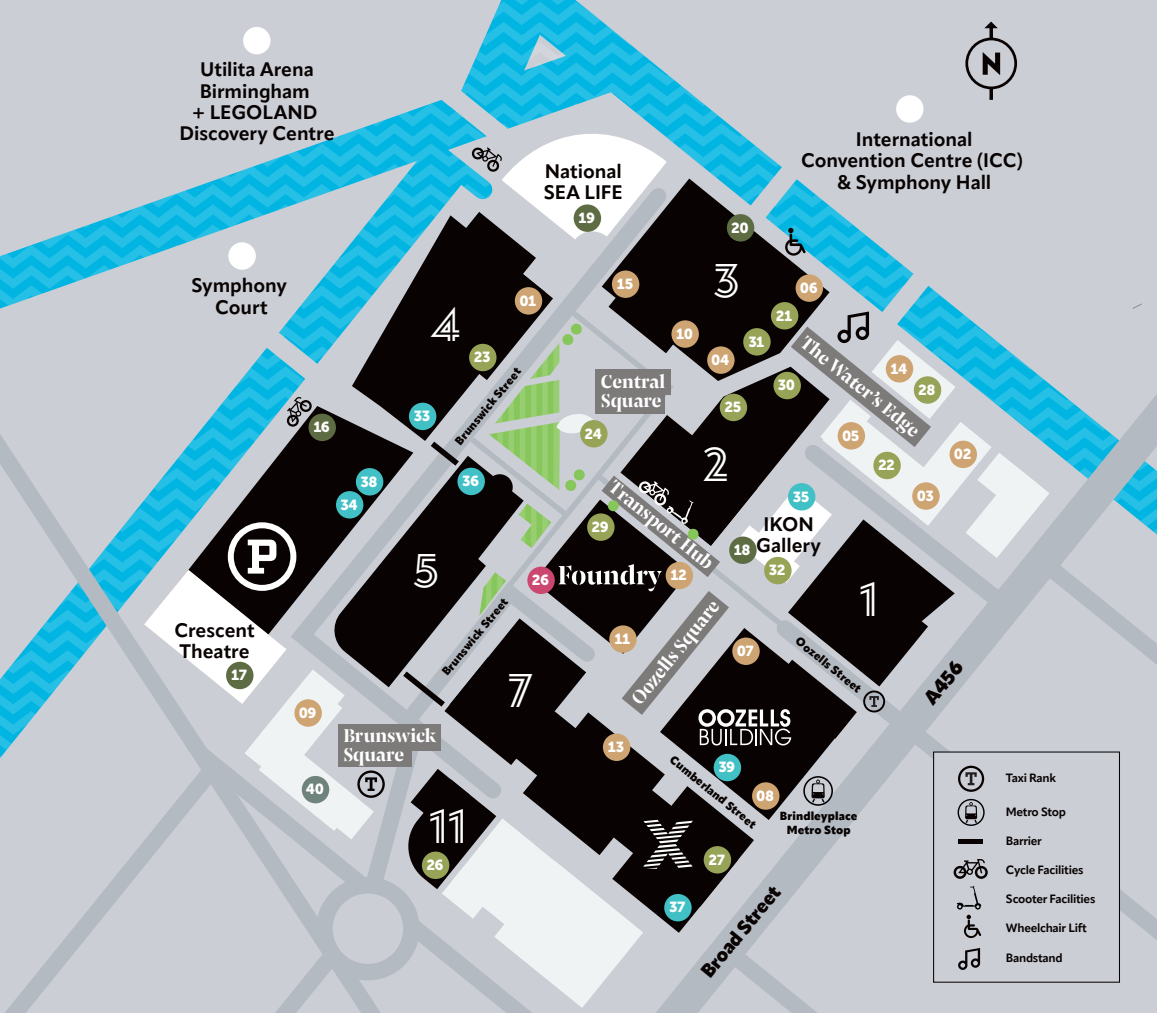 Utilita Arena
Birmingham
+ LEGOLAND
Discovery Centre
N
International
Convention Centre (ICC)
& Symphony Hall
National
SEA LIFE
19
20
Symphony
Court
3
15
06
01
4
21
10
31
04
23
The Water's Edge
14
28
Central
Square
30
25
Brunswick Street
33
16
24
05
02
22
2
03
38
34
36
35
Transport Hub
29
IKON
Gallery
18
32
P
5
26
Foundry
12
1
11
Oozells Square
07
Oozells Street
T
A456
Crescent
Theatre
17
Brunswick Street
7
09
Brunswick
Square
T
40
OOZELLS
BUILDING
13
39
08
Cumberland Street
Brindleyplace
Metro Stop
11
26
X
27
37
Broad Street
T
Taxi Rank
Metro Stop
Barrier
Cycle Facilities
Scooter Facilities
Wheelchair Lift
Bandstand